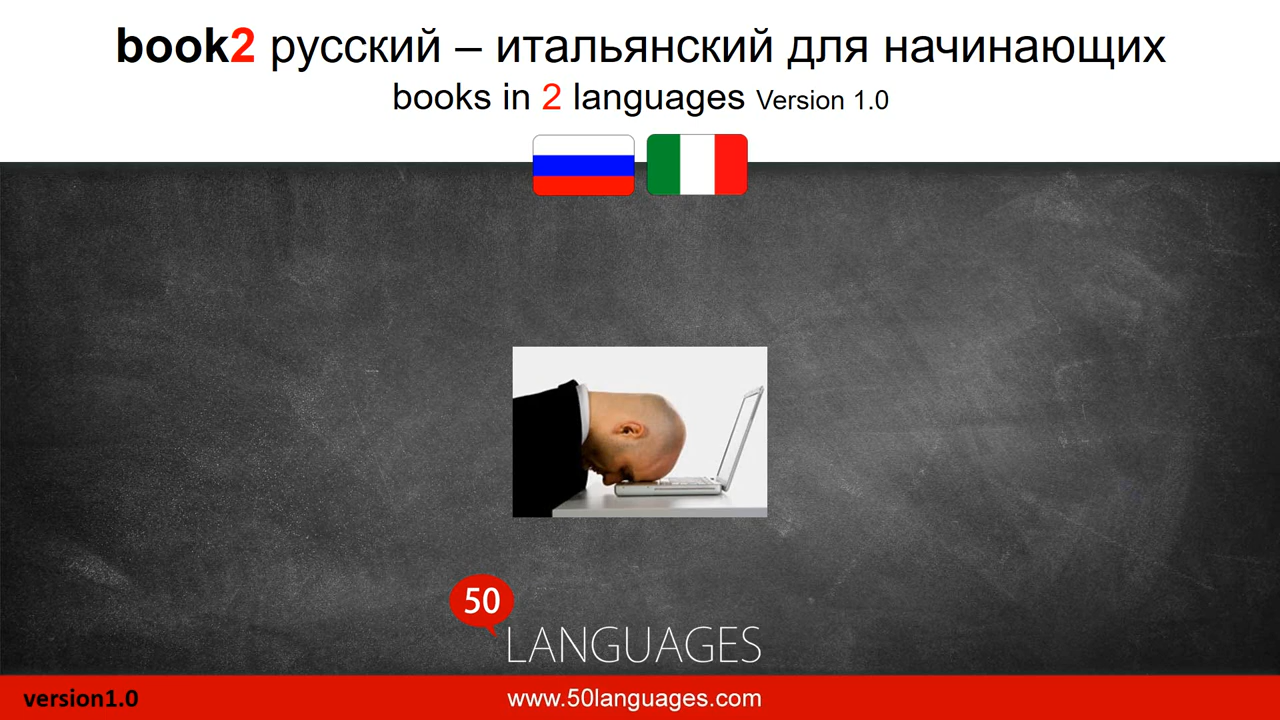 book2 русский – итальянский для начинающих
books in 2 languages Version 1.0
50
LANGUAGES
version1.0
www.50languages.com